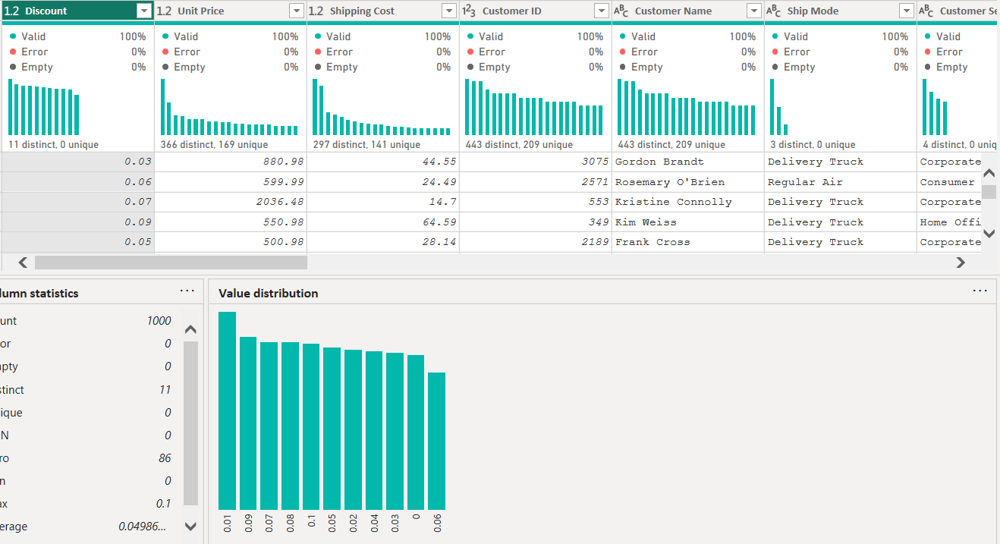 1.2 Discount 1.2 Unit Price 1.2 Shipping Cost 123 Customer ID ABC Customer Name ABC Ship Mode ABC Customer Se
Valid 100% Valid 100% Valid 100% Valid 100% Valid 100% Valid 100% Valid
Error 0% Error 0% Error 0% Error 0% Error 0% Error 0% Error
Empty 0% Empty 0% Empty 0% Empty 0% Empty 0% Empty 0% Empty
11 distinct, 0 unique 366 distinct, 169 unique 297 distinct, 141 unique 443 distinct, 209 unique 443 distinct, 209 unique 3 distinct, 0 unique 4 distinct, 0 uniq
0.03 880.98 44.55 3075 Gordon Brandt Delivery Truck Corporate
0.06 599.99 24.49 2571 Rosemary O'Brien Regular Air Consumer
0.07 2036.48 14.7 553 Kristine Connolly Delivery Truck Corporate
0.09 550.98 64.59 349 Kim Weiss Delivery Truck Home Offi
0.05 500.98 28.14 2189 Frank Cross Delivery Truck Corporate
lumn statistics ... Value distribution ...
unt 1000
or 0
pty 0
stinct 11
ique 0
N 0
ro 86
n 0
ax 0.1
erage 0.04986...
0.01 0.09 0.07 0.08 0.1 0.05 0.02 0.04 0.03 0 0.06